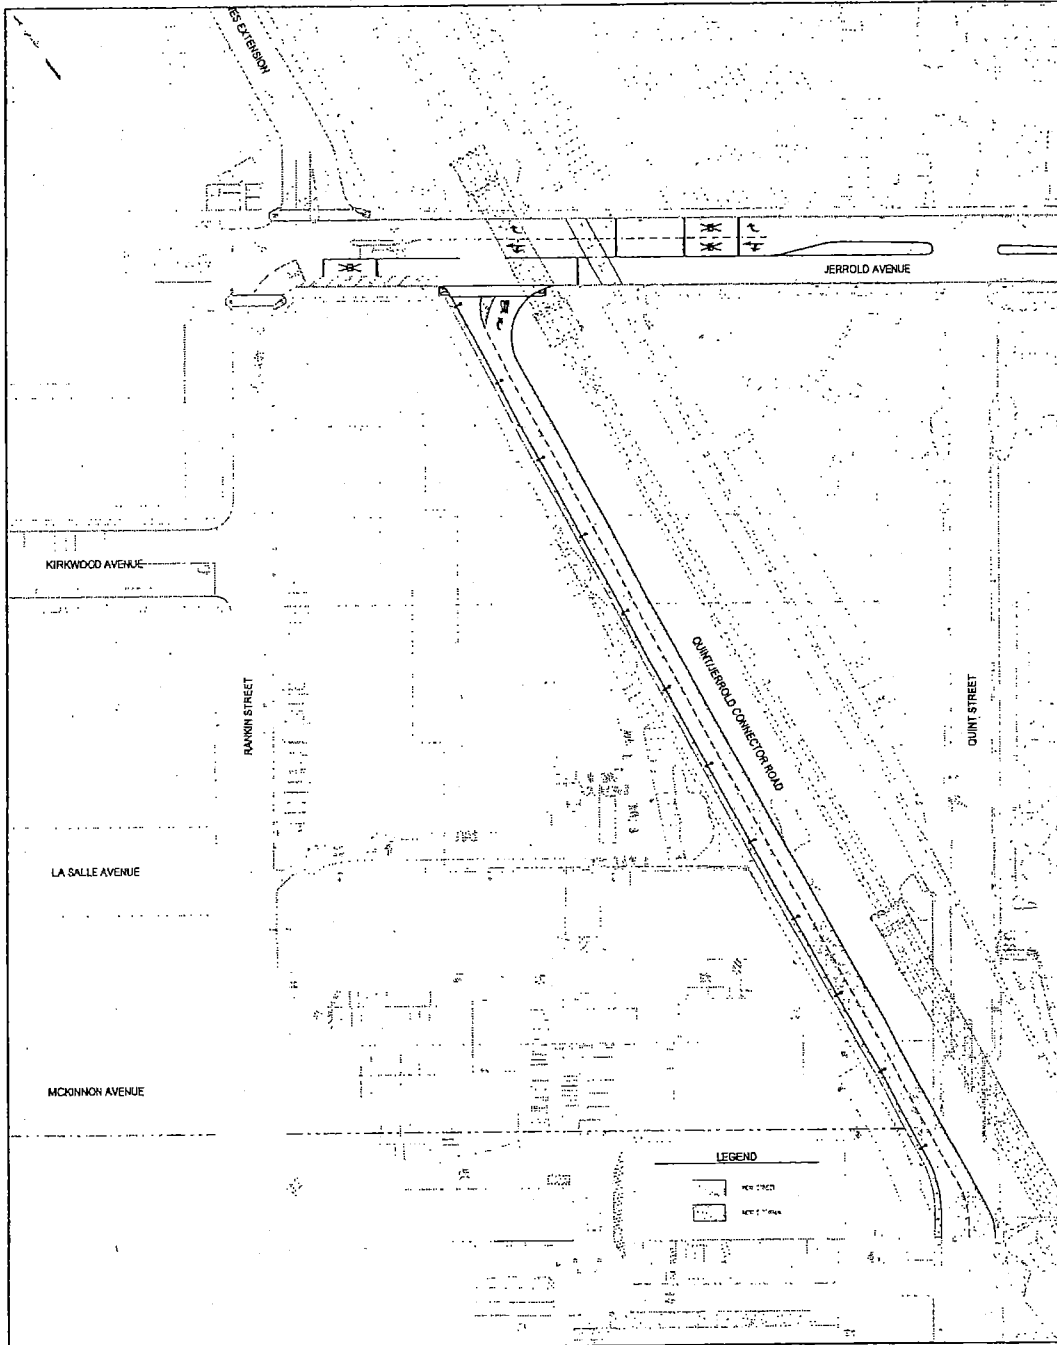 ES EXTENSION
JERROLD AVENUE
KIRKWOOD AVENUE
RANKIN STREET
QUINT/JERROLD CONNECTOR ROAD
QUINT STREET
LA SALLE AVENUE
MCKINNON AVENUE
LEGEND